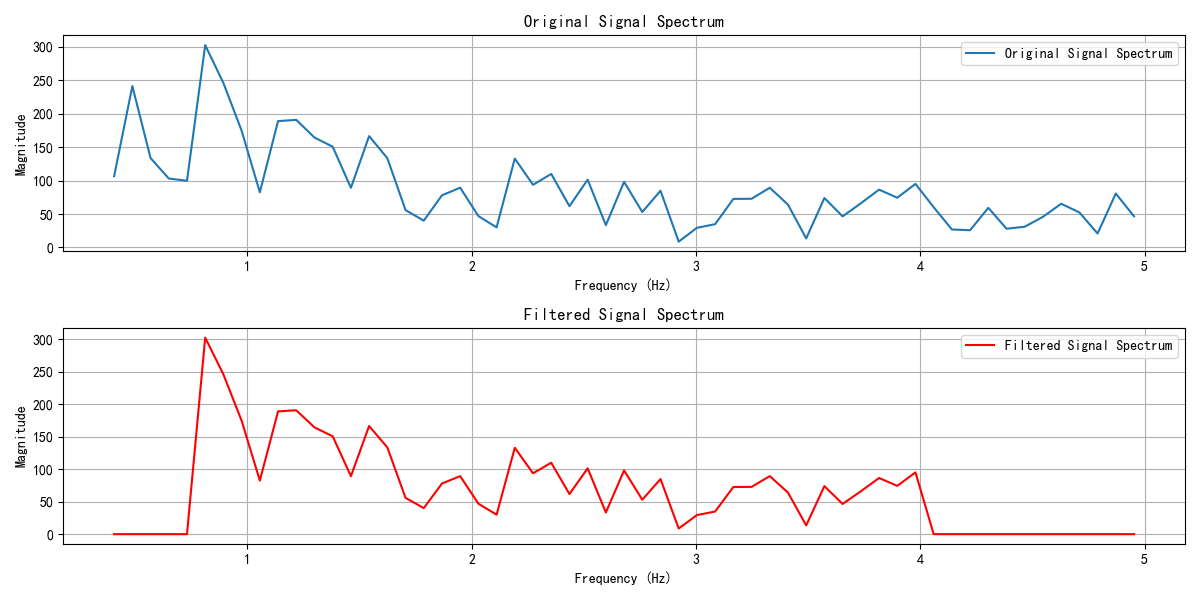 Original Signal Spectrum
Original Signal Spectrum
Magnitude
300
250
200
150
100
50
0
1 2 3 4 5
Frequency (Hz)
Filtered Signal Spectrum
Filtered Signal Spectrum
Magnitude
300
250
200
150
100
50
0
1 2 3 4 5
Frequency (Hz)